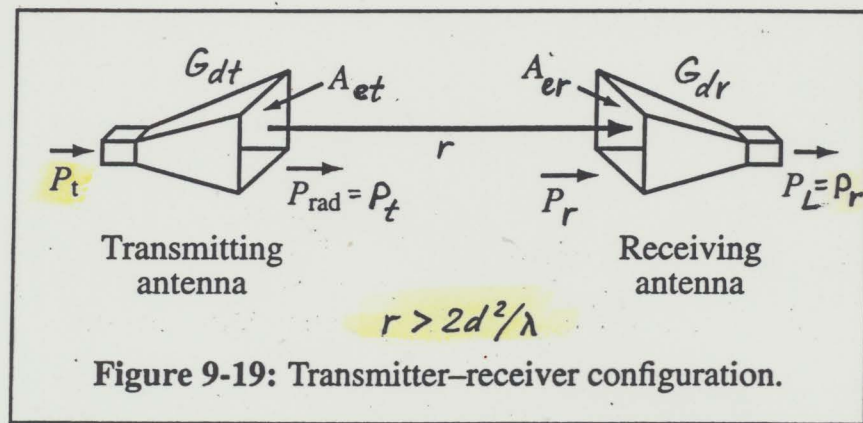 G_dt A_et A_er G_dr
r
P_t P_rad = P_t P_r P_L = P_r
Transmitting Receiving
antenna antenna
r > 2d²/λ
Figure 9-19: Transmitter–receiver configuration.